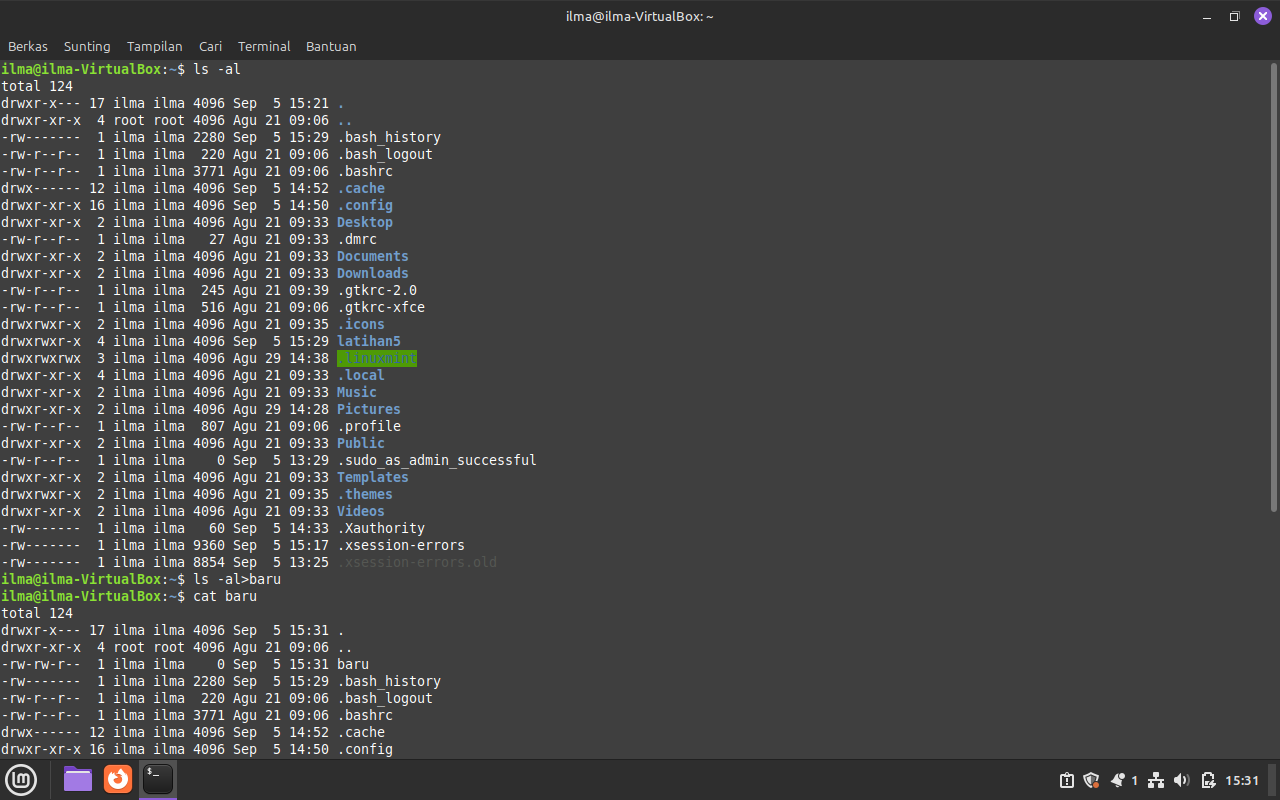 ilma@ilma-VirtualBox: ~
Berkas Sunting Tampilan Cari Terminal Bantuan
ilma@ilma-VirtualBox:~$ ls -al
total 124
drwxr-x--- 17 ilma ilma 4096 Sep  5 15:21 .
drwxr-xr-x  4 root root 4096 Agu 21 09:06 ..
-rw-------  1 ilma ilma 2280 Sep  5 15:29 .bash_history
-rw-r--r--  1 ilma ilma  220 Agu 21 09:06 .bash_logout
-rw-r--r--  1 ilma ilma 3771 Agu 21 09:06 .bashrc
drwx------ 12 ilma ilma 4096 Sep  5 14:52 .cache
drwxr-xr-x 16 ilma ilma 4096 Sep  5 14:50 .config
drwxr-xr-x  2 ilma ilma 4096 Agu 21 09:33 Desktop
-rw-r--r--  1 ilma ilma   27 Agu 21 09:33 .dmrc
drwxr-xr-x  2 ilma ilma 4096 Agu 21 09:33 Documents
drwxr-xr-x  2 ilma ilma 4096 Agu 21 09:33 Downloads
-rw-r--r--  1 ilma ilma  245 Agu 21 09:39 .gtkrc-2.0
-rw-r--r--  1 ilma ilma  516 Agu 21 09:06 .gtkrc-xfce
drwxrwxr-x  2 ilma ilma 4096 Agu 21 09:35 .icons
drwxrwxr-x  4 ilma ilma 4096 Sep  5 15:29 latihan5
drwxrwxrwx  3 ilma ilma 4096 Agu 29 14:38 .linuxmint
drwxr-xr-x  4 ilma ilma 4096 Agu 21 09:33 .local
drwxr-xr-x  2 ilma ilma 4096 Agu 21 09:33 Music
drwxr-xr-x  2 ilma ilma 4096 Agu 29 14:28 Pictures
-rw-r--r--  1 ilma ilma  807 Agu 21 09:06 .profile
drwxr-xr-x  2 ilma ilma 4096 Agu 21 09:33 Public
-rw-r--r--  1 ilma ilma    0 Sep  5 13:29 .sudo_as_admin_successful
drwxr-xr-x  2 ilma ilma 4096 Agu 21 09:33 Templates
drwxrwxr-x  2 ilma ilma 4096 Agu 21 09:35 .themes
drwxr-xr-x  2 ilma ilma 4096 Agu 21 09:33 Videos
-rw-------  1 ilma ilma   60 Sep  5 14:33 .Xauthority
-rw-------  1 ilma ilma 9360 Sep  5 15:17 .xsession-errors
-rw-------  1 ilma ilma 8854 Sep  5 13:25 .xsession-errors.old
ilma@ilma-VirtualBox:~$ ls -al>baru
ilma@ilma-VirtualBox:~$ cat baru
total 124
drwxr-x--- 17 ilma ilma 4096 Sep  5 15:31 .
drwxr-xr-x  4 root root 4096 Agu 21 09:06 ..
-rw-rw-r--  1 ilma ilma    0 Sep  5 15:31 baru
-rw-------  1 ilma ilma 2280 Sep  5 15:29 .bash_history
-rw-r--r--  1 ilma ilma  220 Agu 21 09:06 .bash_logout
-rw-r--r--  1 ilma ilma 3771 Agu 21 09:06 .bashrc
drwx------ 12 ilma ilma 4096 Sep  5 14:52 .cache
drwxr-xr-x 16 ilma ilma 4096 Sep  5 14:50 .config
lm $_ 1 15:31